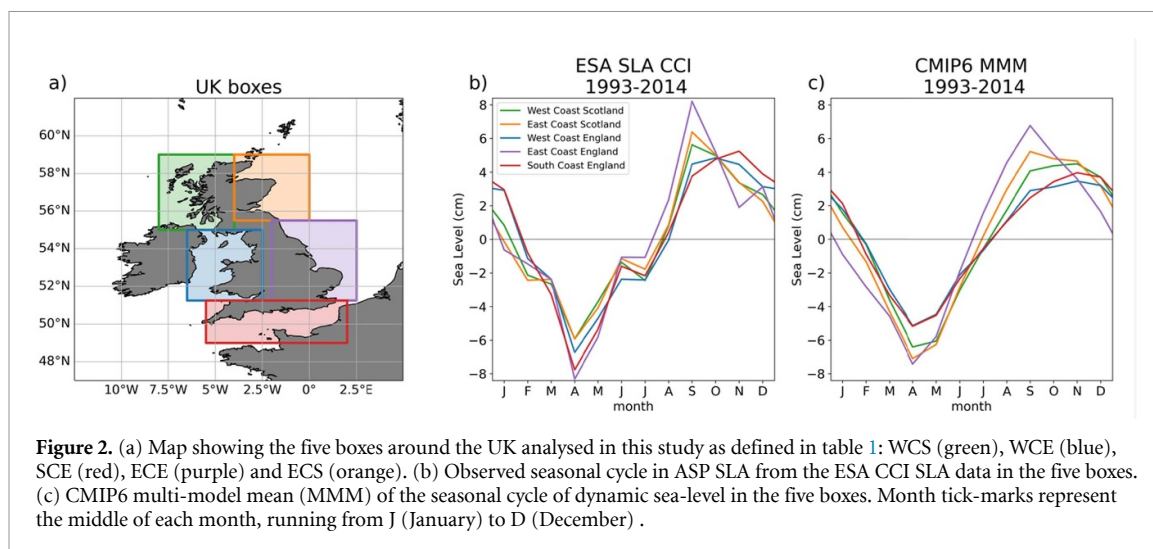 a)
UK boxes
60°N
58°N
56°N
54°N
52°N
50°N
48°N
10°W 7.5°W 5°W 2.5°W 0° 2.5°E
b)
ESA SLA CCI
1993-2014
West Coast Scotland
East Coast Scotland
West Coast England
East Coast England
South Coast England
Sea Level (cm)
8
6
4
2
0
−2
−4
−6
−8
J F M A M J J A S O N D
month
c)
CMIP6 MMM
1993-2014
Sea Level (cm)
8
6
4
2
0
−2
−4
−6
−8
J F M A M J J A S O N D
month
Figure 2. (a) Map showing the five boxes around the UK analysed in this study as defined in table 1: WCS (green), WCE (blue),
SCE (red), ECE (purple) and ECS (orange). (b) Observed seasonal cycle in ASP SLA from the ESA CCI SLA data in the five boxes.
(c) CMIP6 multi-model mean (MMM) of the seasonal cycle of dynamic sea-level in the five boxes. Month tick-marks represent
the middle of each month, running from J (January) to D (December) .